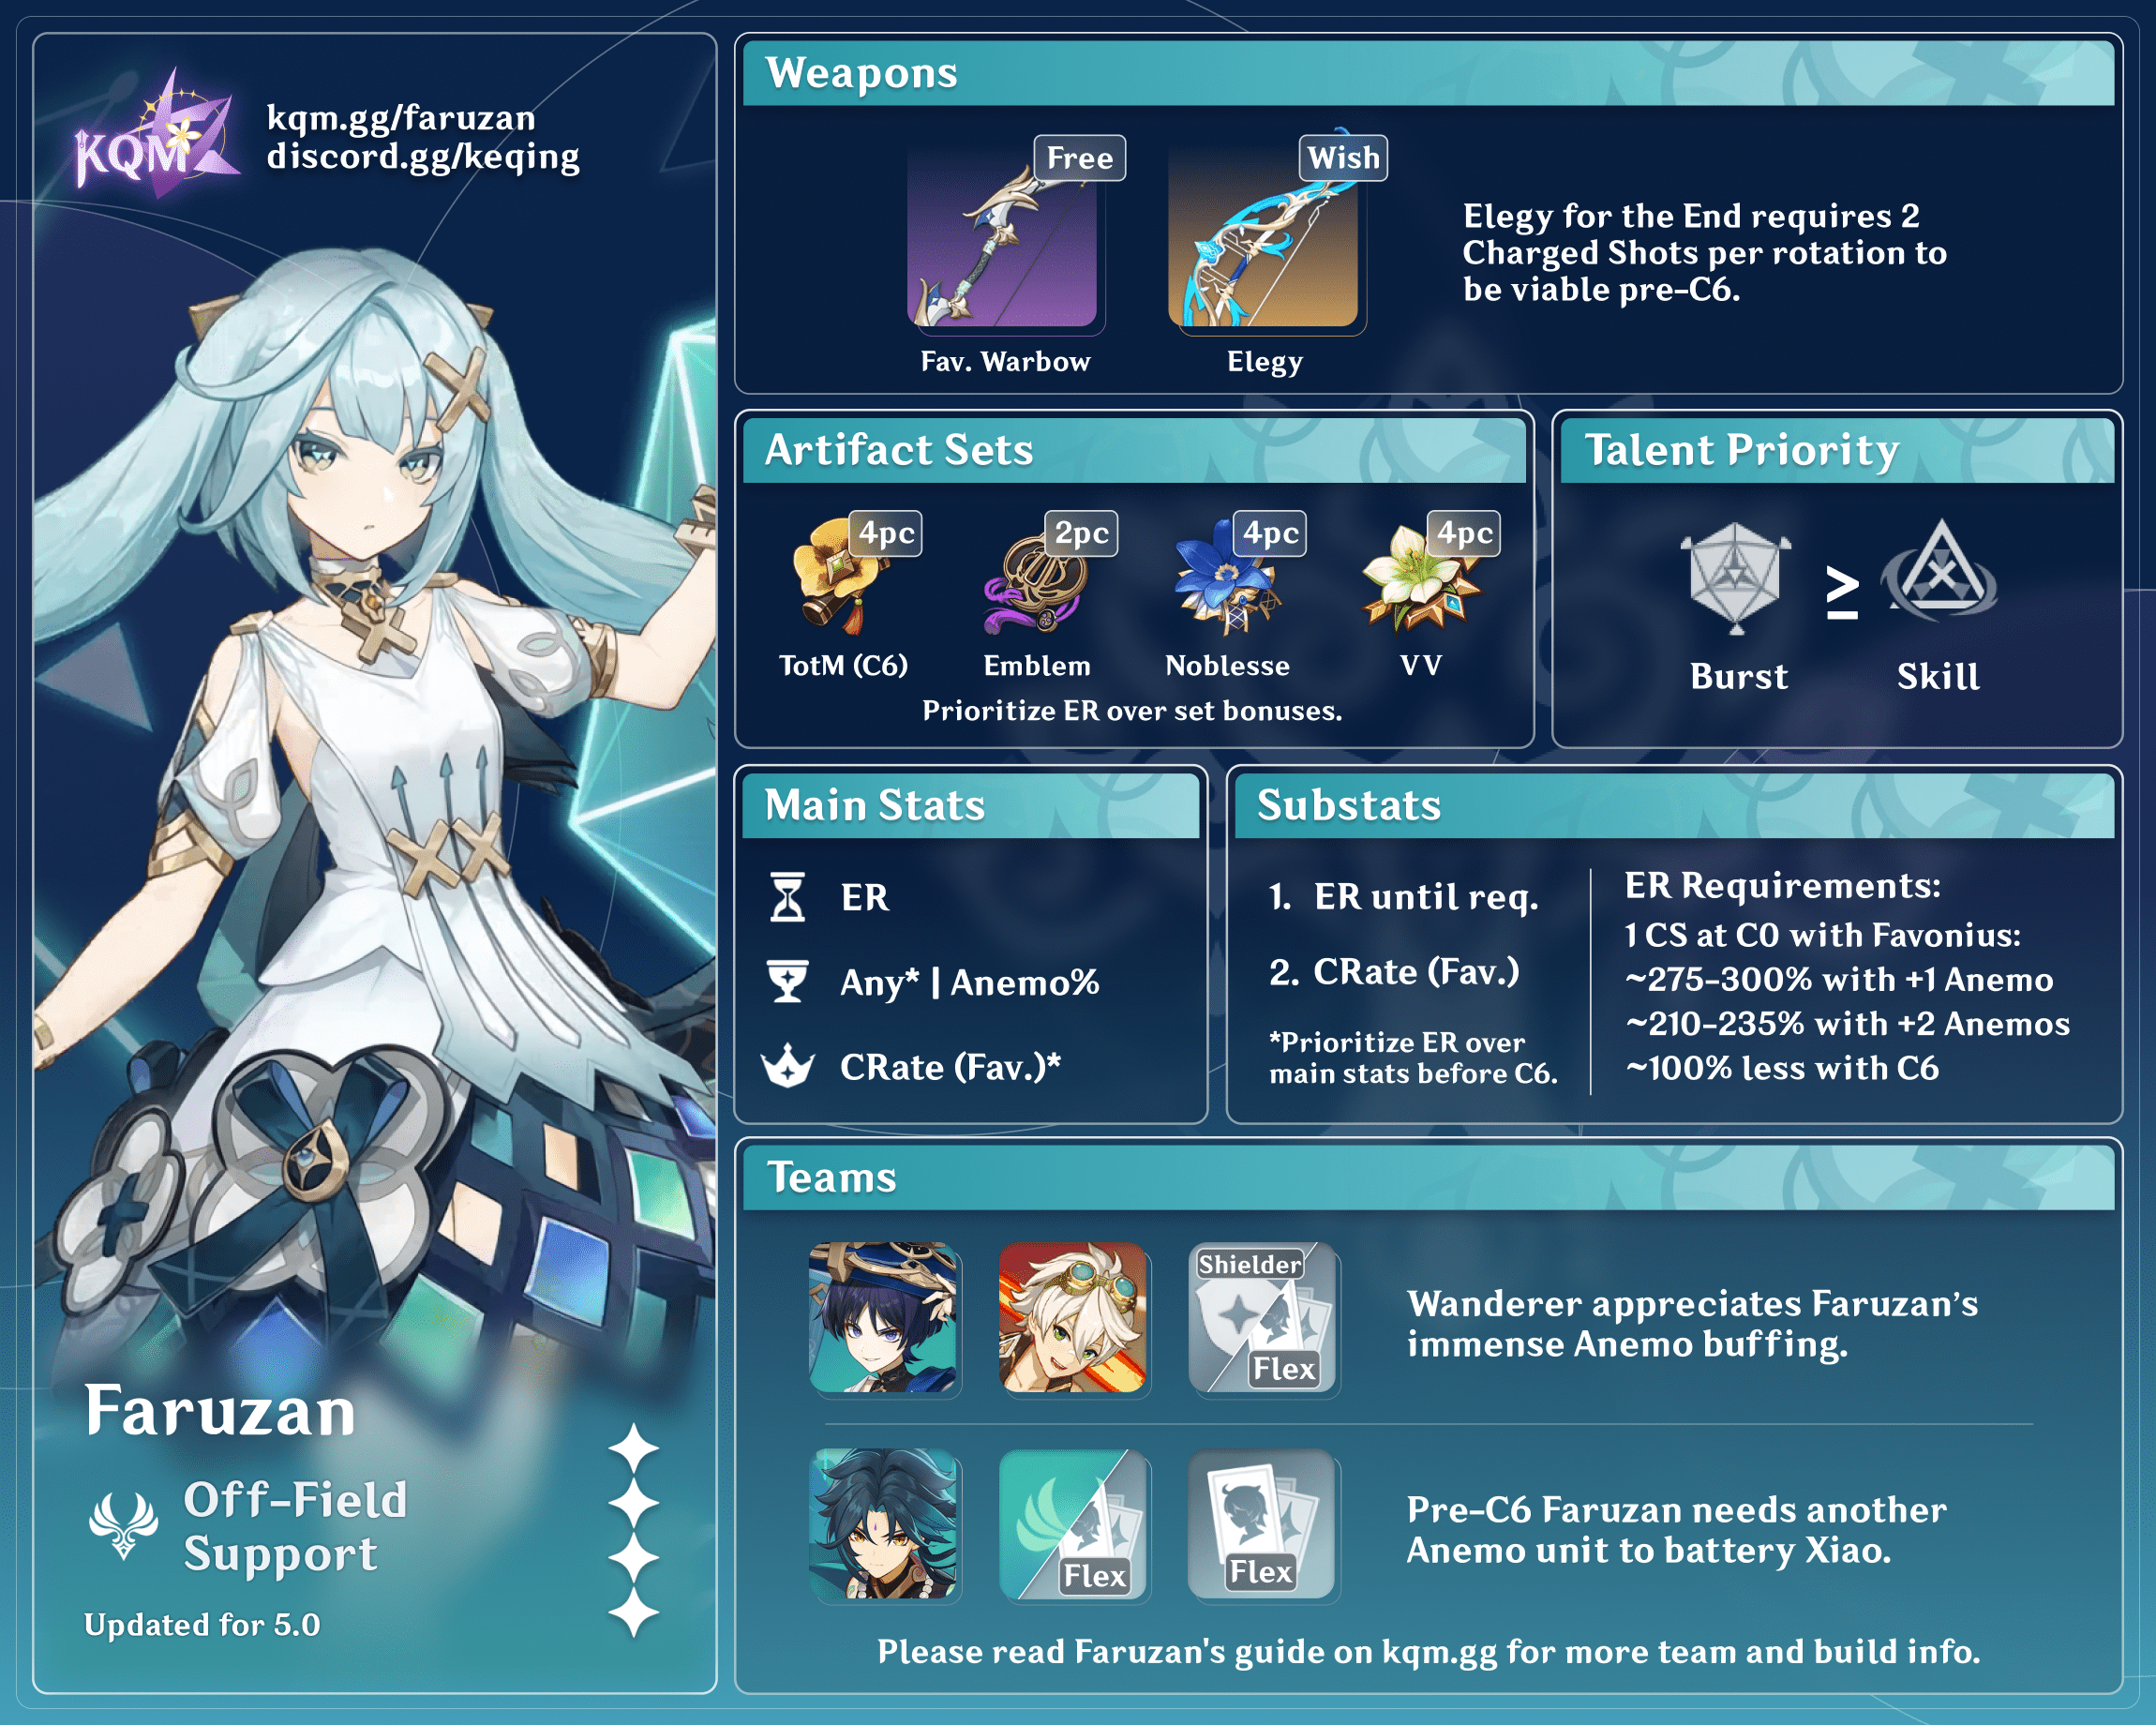 KQM
kqm.gg/faruzan
discord.gg/keqing
Faruzan
Off-Field
Support
Updated for 5.0
Weapons
Free
Fav. Warbow
Wish
Elegy
Elegy for the End requires 2
Charged Shots per rotation to
be viable pre-C6.
Artifact Sets
4pc
TotM (C6)
2pc
Emblem
4pc
Noblesse
4pc
VV
Prioritize ER over set bonuses.
Talent Priority
Burst
≥
Skill
Main Stats
ER
Any* | Anemo%
CRate (Fav.)*
Substats
1. ER until req.
2. CRate (Fav.)
*Prioritize ER over
main stats before C6.
ER Requirements:
1 CS at C0 with Favonius:
~275-300% with +1 Anemo
~210-235% with +2 Anemos
~100% less with C6
Teams
Shielder
Flex
Wanderer appreciates Faruzan's
immense Anemo buffing.
Flex
Flex
Pre-C6 Faruzan needs another
Anemo unit to battery Xiao.
Please read Faruzan's guide on kqm.gg for more team and build info.